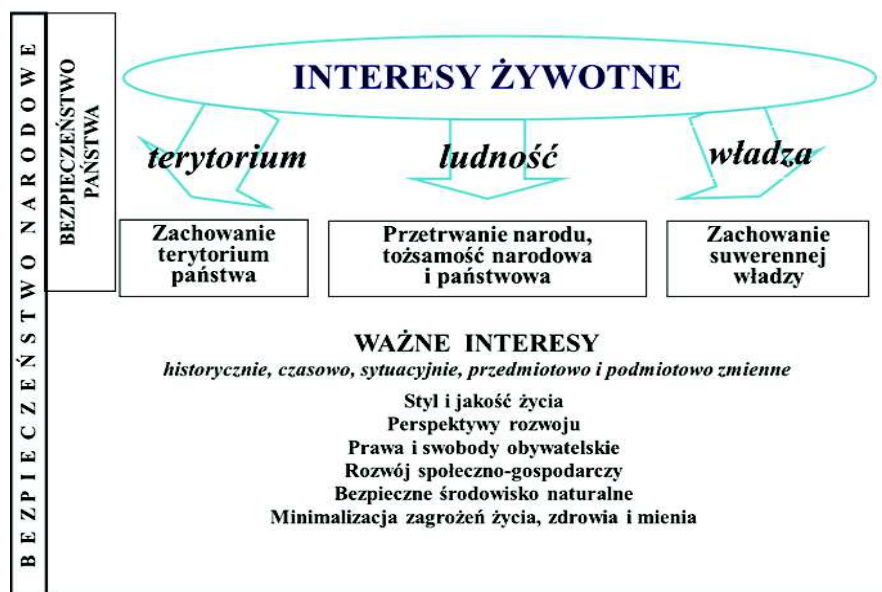 BEZPIECZEŃSTWO NARODOWE
BEZPIECZEŃSTWO
PAŃSTWA
INTERESY ŻYWOTNE
terytorium
ludność
władza
Zachowanie
terytorium
państwa
Przetrwanie narodu,
tożsamość narodowa
i państwowa
Zachowanie
suwerennej
władzy
WAŻNE INTERESY
historycznie, czasowo, sytuacyjnie, przedmiotowo i podmiotowo zmienne
Styl i jakość życia
Perspektywy rozwoju
Prawa i swobody obywatelskie
Rozwój społeczno-gospodarczy
Bezpieczne środowisko naturalne
Minimalizacja zagrożeń życia, zdrowia i mienia